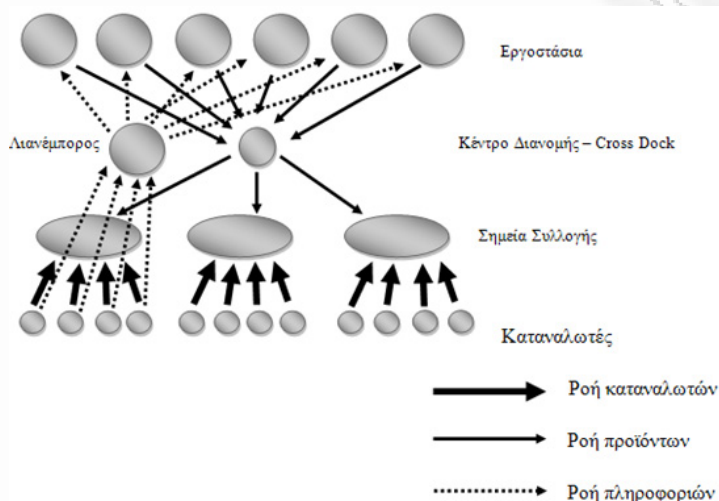 Εργοστάσια
Λιανέμπορος
Κέντρο Διανομής – Cross Dock
Σημεία Συλλογής
Καταναλωτές
Ροή καταναλωτών
Ροή προϊόντων
Ροή πληροφοριών